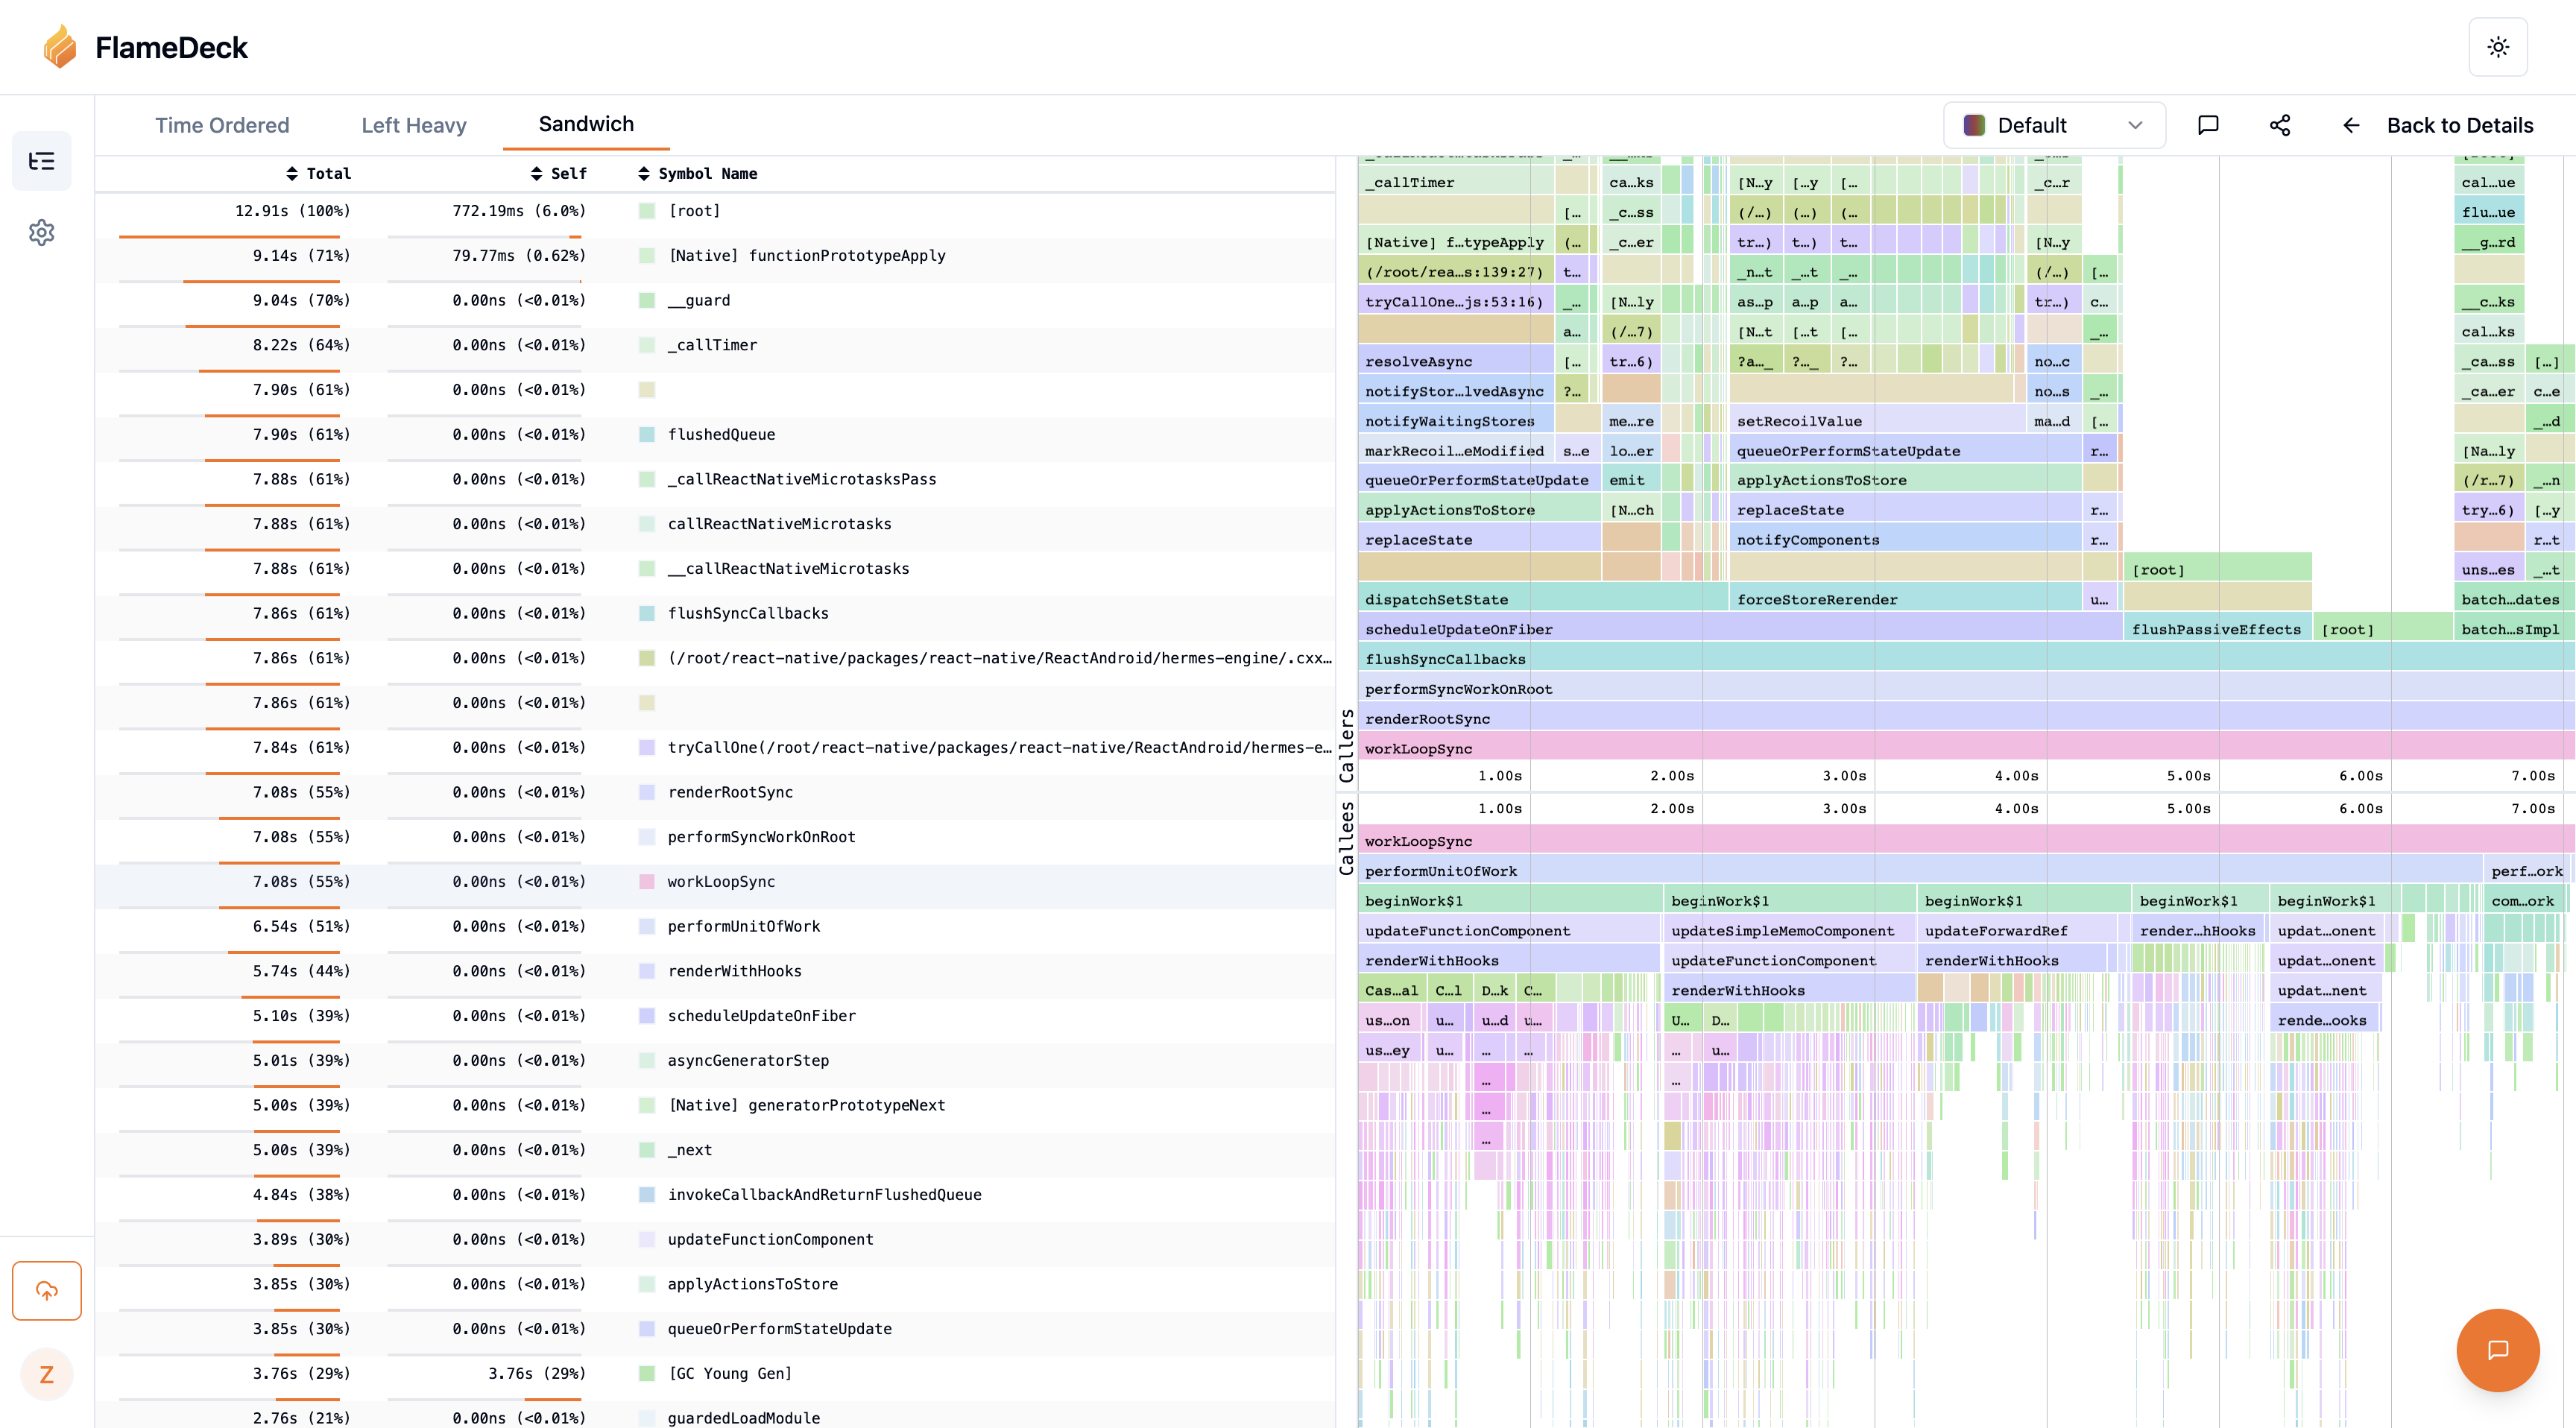 FlameDeck
Time Ordered Left Heavy Sandwich Default Back to Details
Total Self Symbol Name
12.91s (100%) 772.19ms (6.0%) [root]
9.14s (71%) 79.77ms (0.62%) [Native] functionPrototypeApply
9.04s (70%) 0.00ns (<0.01%) __guard
8.22s (64%) 0.00ns (<0.01%) _callTimer
7.90s (61%) 0.00ns (<0.01%)
7.90s (61%) 0.00ns (<0.01%) flushedQueue
7.88s (61%) 0.00ns (<0.01%) _callReactNativeMicrotasksPass
7.88s (61%) 0.00ns (<0.01%) callReactNativeMicrotasks
7.88s (61%) 0.00ns (<0.01%) __callReactNativeMicrotasks
7.86s (61%) 0.00ns (<0.01%) flushSyncCallbacks
7.86s (61%) 0.00ns (<0.01%) (/root/react-native/packages/react-native/ReactAndroid/hermes-engine/.cxx…
7.86s (61%) 0.00ns (<0.01%)
7.84s (61%) 0.00ns (<0.01%) tryCallOne(/root/react-native/packages/react-native/ReactAndroid/hermes-e…
7.08s (55%) 0.00ns (<0.01%) renderRootSync
7.08s (55%) 0.00ns (<0.01%) performSyncWorkOnRoot
7.08s (55%) 0.00ns (<0.01%) workLoopSync
6.54s (51%) 0.00ns (<0.01%) performUnitOfWork
5.74s (44%) 0.00ns (<0.01%) renderWithHooks
5.10s (39%) 0.00ns (<0.01%) scheduleUpdateOnFiber
5.01s (39%) 0.00ns (<0.01%) asyncGeneratorStep
5.00s (39%) 0.00ns (<0.01%) [Native] generatorPrototypeNext
5.00s (39%) 0.00ns (<0.01%) _next
4.84s (38%) 0.00ns (<0.01%) invokeCallbackAndReturnFlushedQueue
3.89s (30%) 0.00ns (<0.01%) updateFunctionComponent
3.85s (30%) 0.00ns (<0.01%) applyActionsToStore
3.85s (30%) 0.00ns (<0.01%) queueOrPerformStateUpdate
3.76s (29%) 3.76s (29%) [GC Young Gen]
2.76s (21%) 0.00ns (<0.01%) guardedLoadModule
Z
_callTimer ca…ks [N…y […y [… _c…r cal…ue
[… _c…ss (/…) (…) (… flu…ue
[Native] f…typeApply (… _c…er tr…) t…) t… [N…y __g…rd
(/root/rea…s:139:27) t… _n…t _…t _… (/…) […
tryCallOne…js:53:16) _… [N…ly as…p a…p a… tr…) c… __c…ks
a… (/…7) [N…t […t [… _… cal…ks
resolveAsync [… tr…6) ?a…_ ?…_ ?… no…c _ca…ss […]
notifyStor…lvedAsync ?… no…s _… _ca…er c…e
notifyWaitingStores me…re setRecoilValue ma…d [… _…d
markRecoil…eModified s…e lo…er queueOrPerformStateUpdate r… [Na…ly
queueOrPerformStateUpdate emit applyActionsToStore (/r…7) _…n
applyActionsToStore [N…ch replaceState r… try…6) […y
replaceState notifyComponents r… r…t
[root] uns…es _…t
dispatchSetState forceStoreRerender u… batch…dates
scheduleUpdateOnFiber flushPassiveEffects [root] batch…sImpl
flushSyncCallbacks
performSyncWorkOnRoot
renderRootSync
workLoopSync
Callers
1.00s 2.00s 3.00s 4.00s 5.00s 6.00s 7.00s
1.00s 2.00s 3.00s 4.00s 5.00s 6.00s 7.00s
Callees
workLoopSync
performUnitOfWork perf…ork
beginWork$1 beginWork$1 beginWork$1 beginWork$1 beginWork$1 com…ork
updateFunctionComponent updateSimpleMemoComponent updateForwardRef render…hHooks updat…onent
renderWithHooks updateFunctionComponent renderWithHooks updat…onent
Cas…al C…l D…k C… renderWithHooks updat…nent
us…on u… u…d u… U… D… rende…ooks
us…ey u… … … … u…
… …
…
…